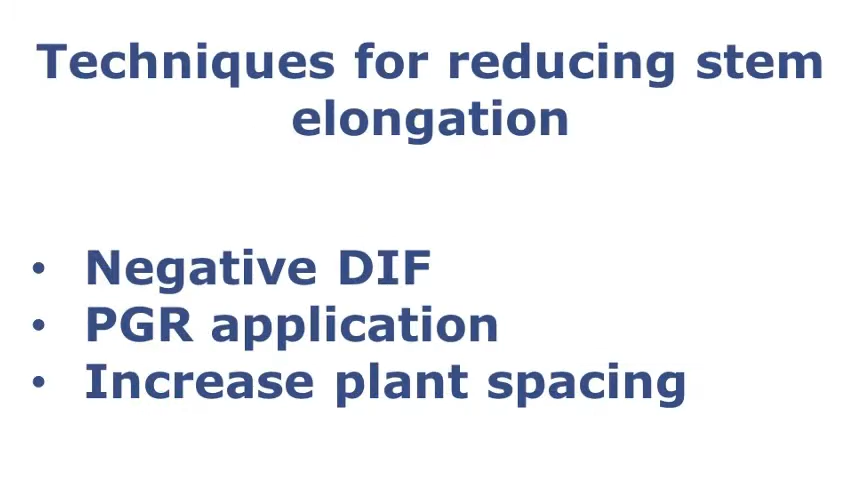 Techniques for reducing stem
elongation
• Negative DIF
• PGR application
• Increase plant spacing